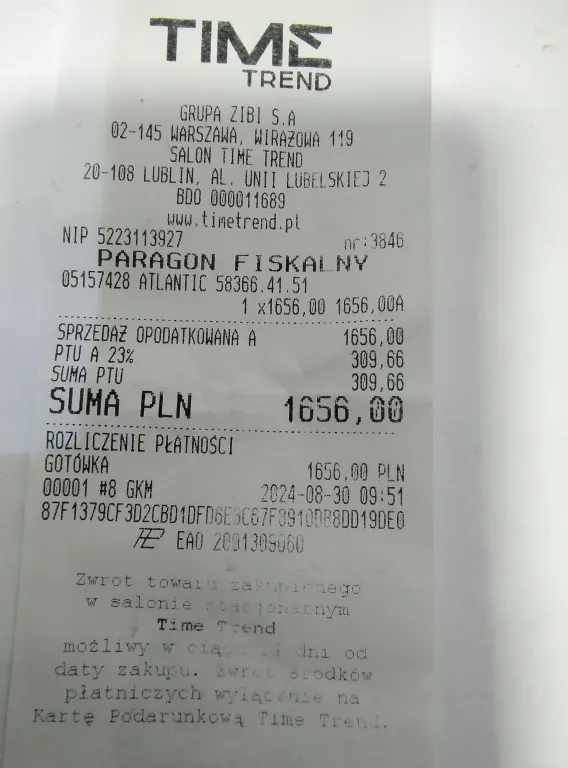 TIME
TREND
GRUPA ZIBI S.A
02-145 WARSZAWA, WIRAŻOWA 119
SALON TIME TREND
20-108 LUBLIN, AL. UNII LUBELSKIEJ 2
BDO 000011689
www.timetrend.pl
NIP 5223113927 nr:3846
PARAGON FISKALNY
05157428 ATLANTIC 58366.41.51
1 x1656,00 1656,00A
SPRZEDAŻ OPODATKOWANA A 1656,00
PTU A 23% 309,66
SUMA PTU 309,66
SUMA PLN 1656,00
ROZLICZENIE PŁATNOŚCI
GOTÓWKA 1656,00 PLN
00001 #8 GKM 2024-08-30 09:51
EAO 2001309060
Zwrot towaru zakupionego
w salonie stacjonarnym
Time Trend
możliwy w ciągu dni od
daty zakupu. Zwrot środków
płatniczych wyłącznie na
Kartę Podarunkową Time Trend.